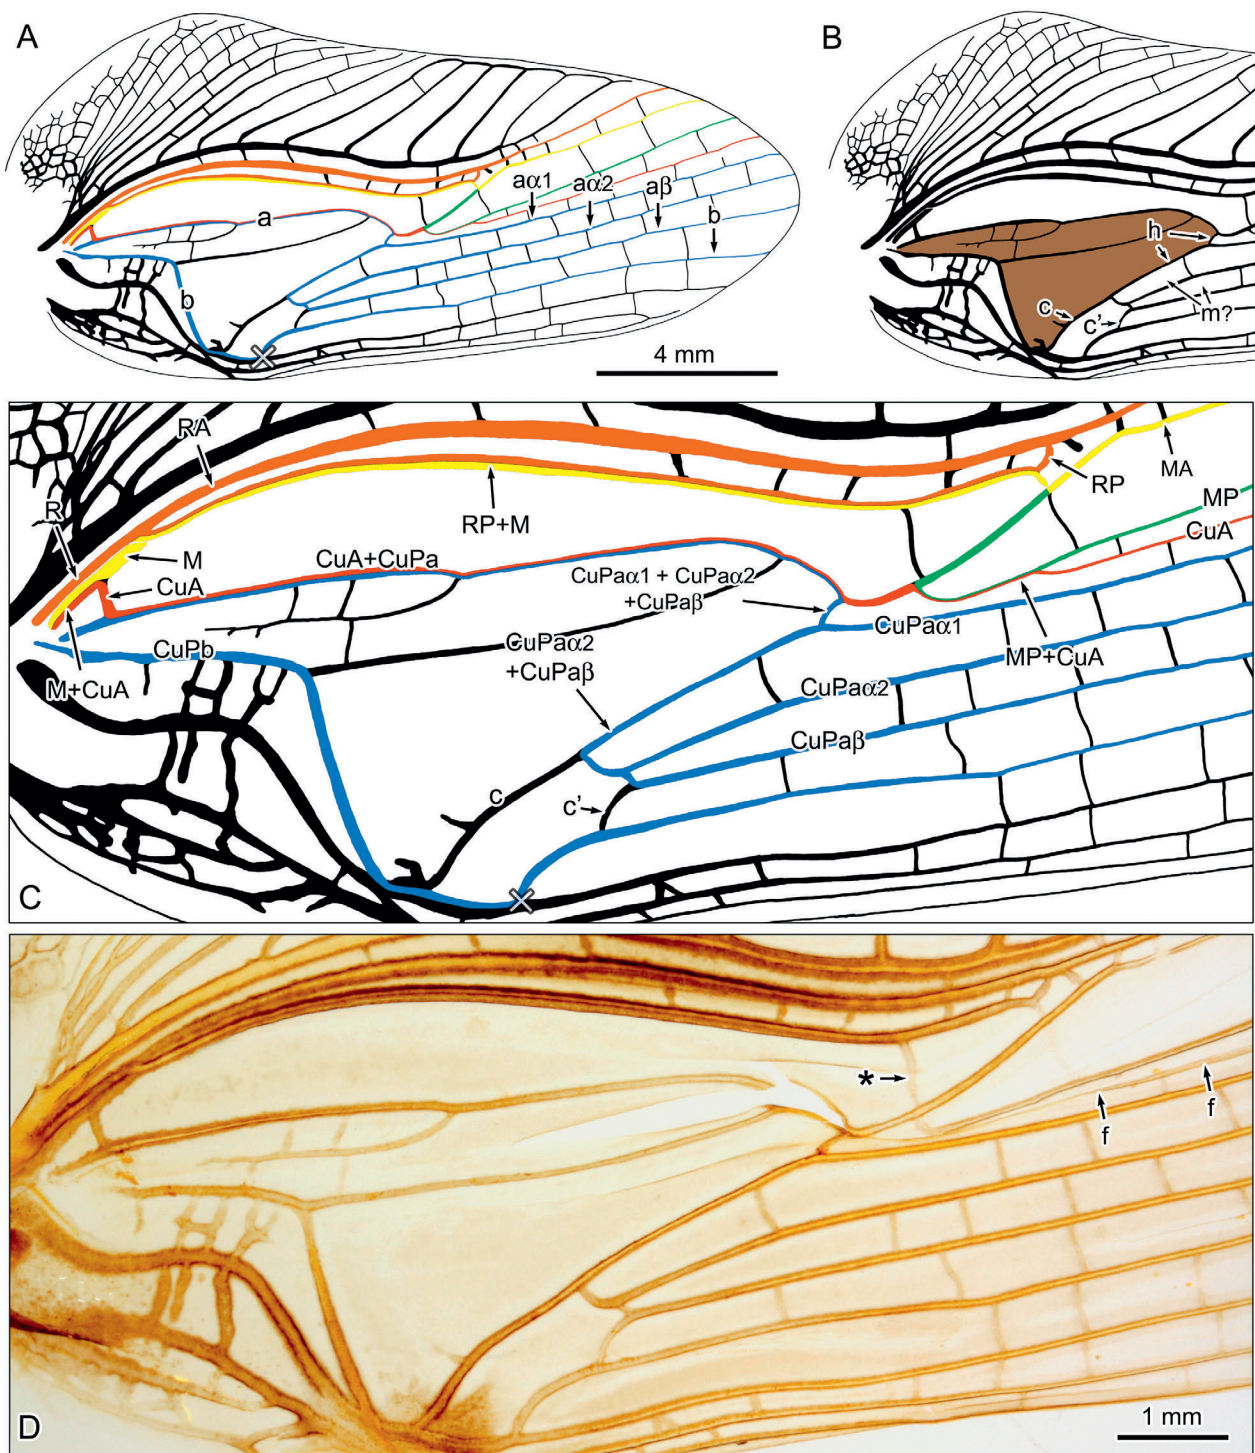 A
B
aα1
aα2
aβ
b
a
b
h
c
c'
m?
4 mm
RA
R
M
CuA
RP+M
CuA+CuPa
RP
MA
MP
CuA
CuPaα1 + CuPaα2
+CuPaβ
CuPaα1
CuPb
CuPaα2
+CuPaβ
M+CuA
MP+CuA
CuPaα2
CuPaβ
c
c'
C
*
f
f
D
1 mm